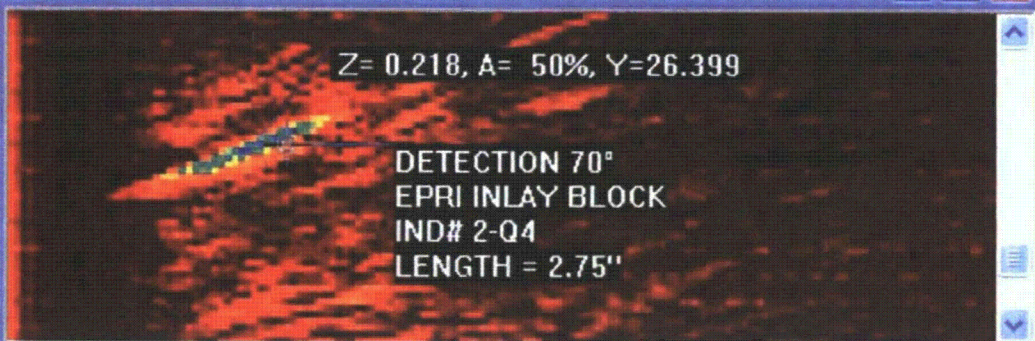 Z= 0.218, A= 50%, Y=26.399
DETECTION 70°
EPRI INLAY BLOCK
IND# 2-Q4
LENGTH = 2.75"